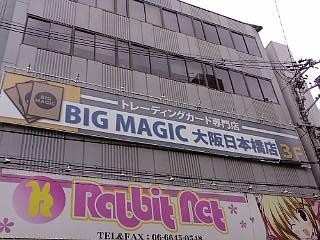 トレーディングカード専門店
BIG MAGIC
BIG MAGIC 大阪日本橋店 3F
Rabbit Net
TEL&FAX:06-6645-0548